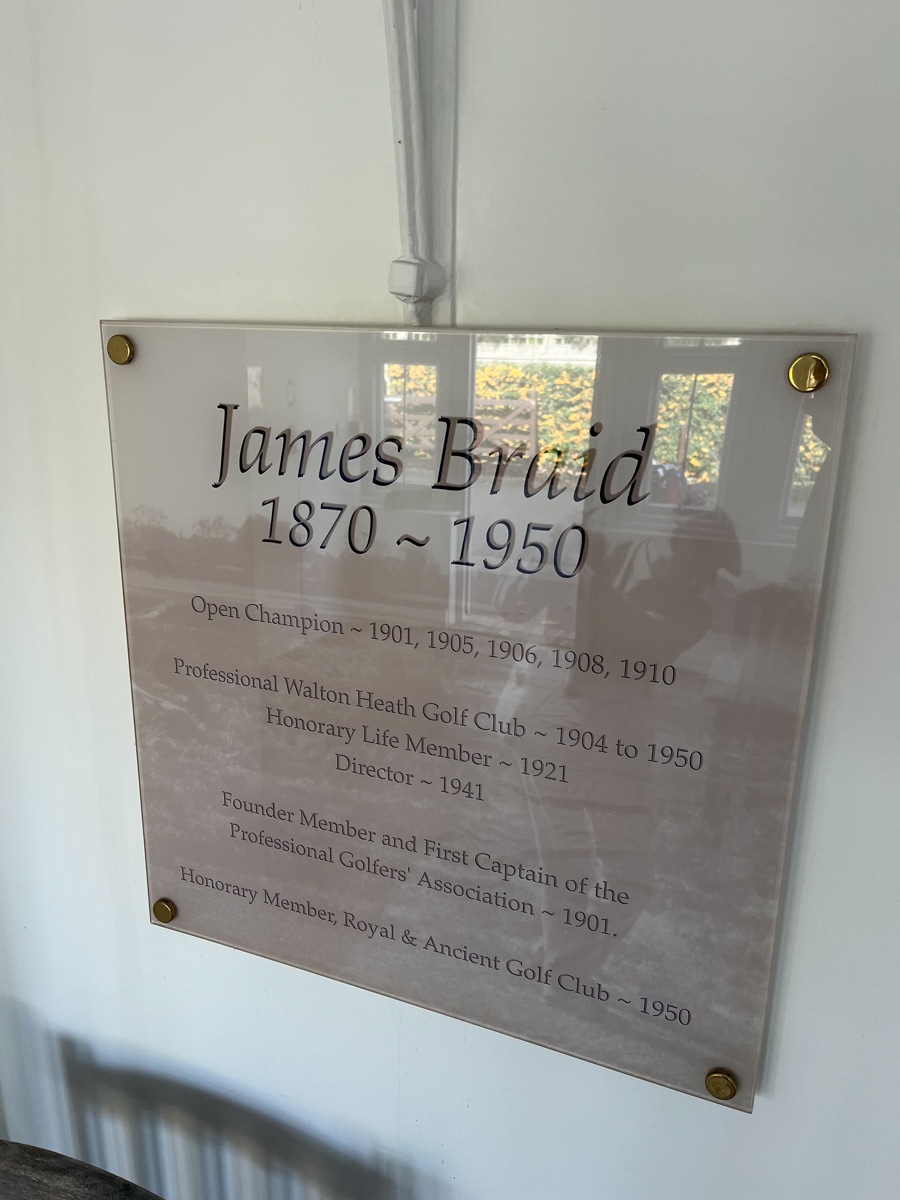 James Braid
1870 ~ 1950
Open Champion ~ 1901, 1905, 1906, 1908, 1910
Professional Walton Heath Golf Club ~ 1904 to 1950
Honorary Life Member ~ 1921
Director ~ 1941
Founder Member and First Captain of the
Professional Golfers' Association ~ 1901.
Honorary Member, Royal & Ancient Golf Club ~ 1950